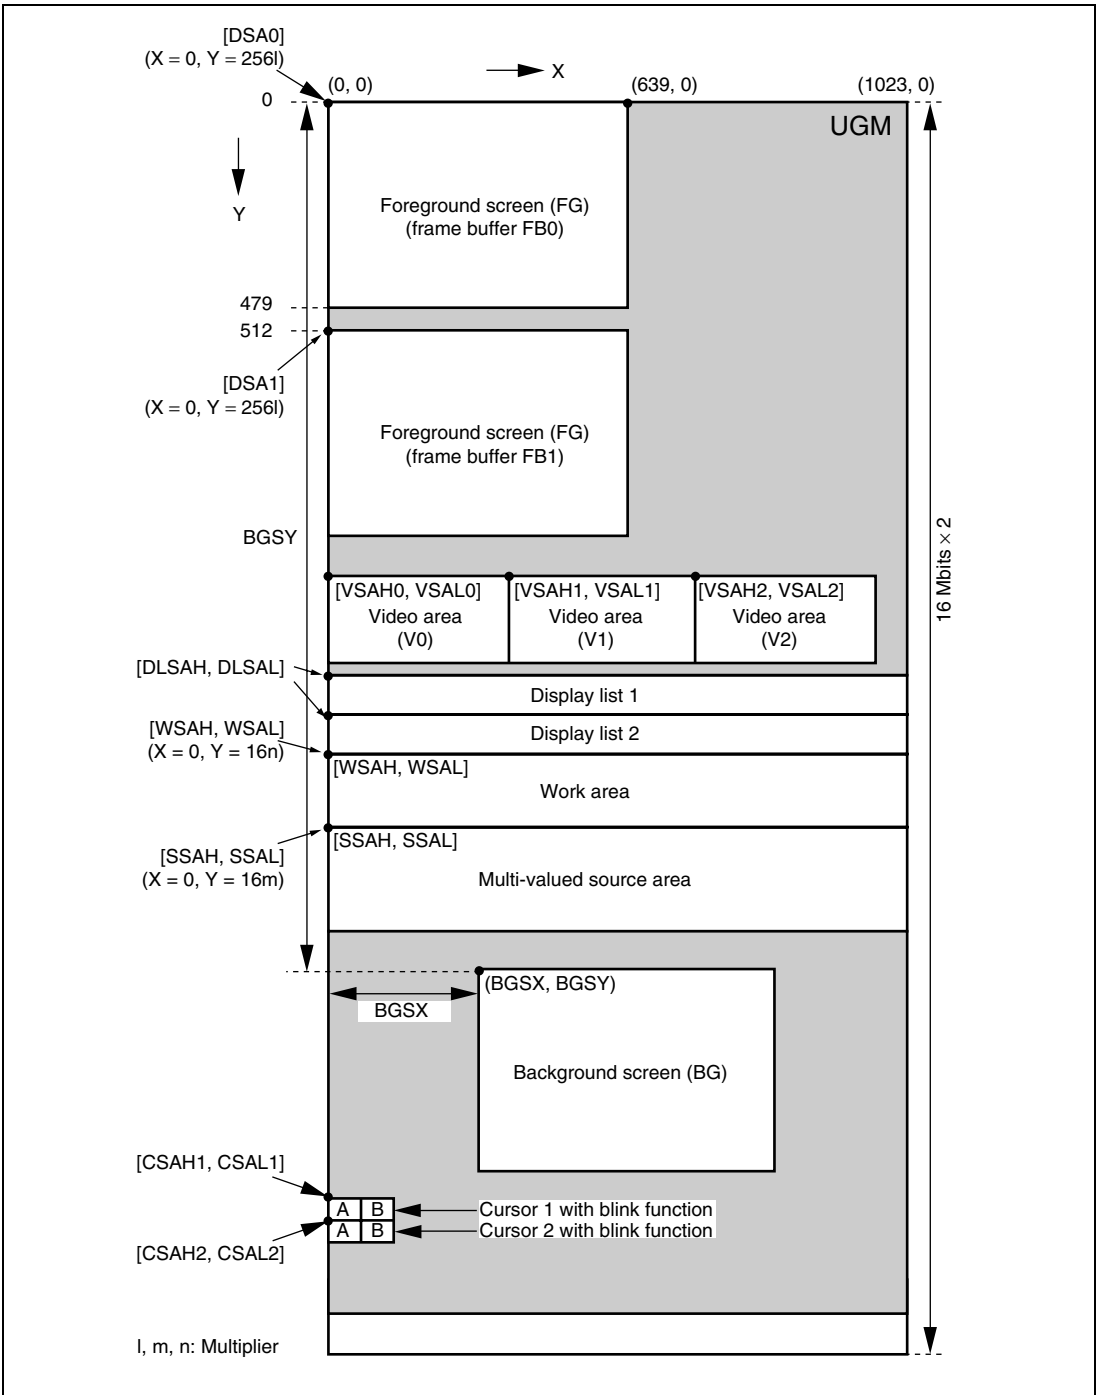 [DSA0]
(X = 0, Y = 256l)
X
(0, 0)
(639, 0)
(1023, 0)
0
UGM
Y
Foreground screen (FG)
(frame buffer FB0)
479
512
[DSA1]
(X = 0, Y = 256l)
Foreground screen (FG)
(frame buffer FB1)
BGSY
16 Mbits × 2
[VSAH0, VSAL0]
Video area
(V0)
[VSAH1, VSAL1]
Video area
(V1)
[VSAH2, VSAL2]
Video area
(V2)
[DLSAH, DLSAL]
Display list 1
Display list 2
[WSAH, WSAL]
(X = 0, Y = 16n)
[WSAH, WSAL]
Work area
[SSAH, SSAL]
[SSAH, SSAL]
(X = 0, Y = 16m)
Multi-valued source area
(BGSX, BGSY)
BGSX
Background screen (BG)
[CSAH1, CSAL1]
A B
Cursor 1 with blink function
A B
Cursor 2 with blink function
[CSAH2, CSAL2]
l, m, n: Multiplier